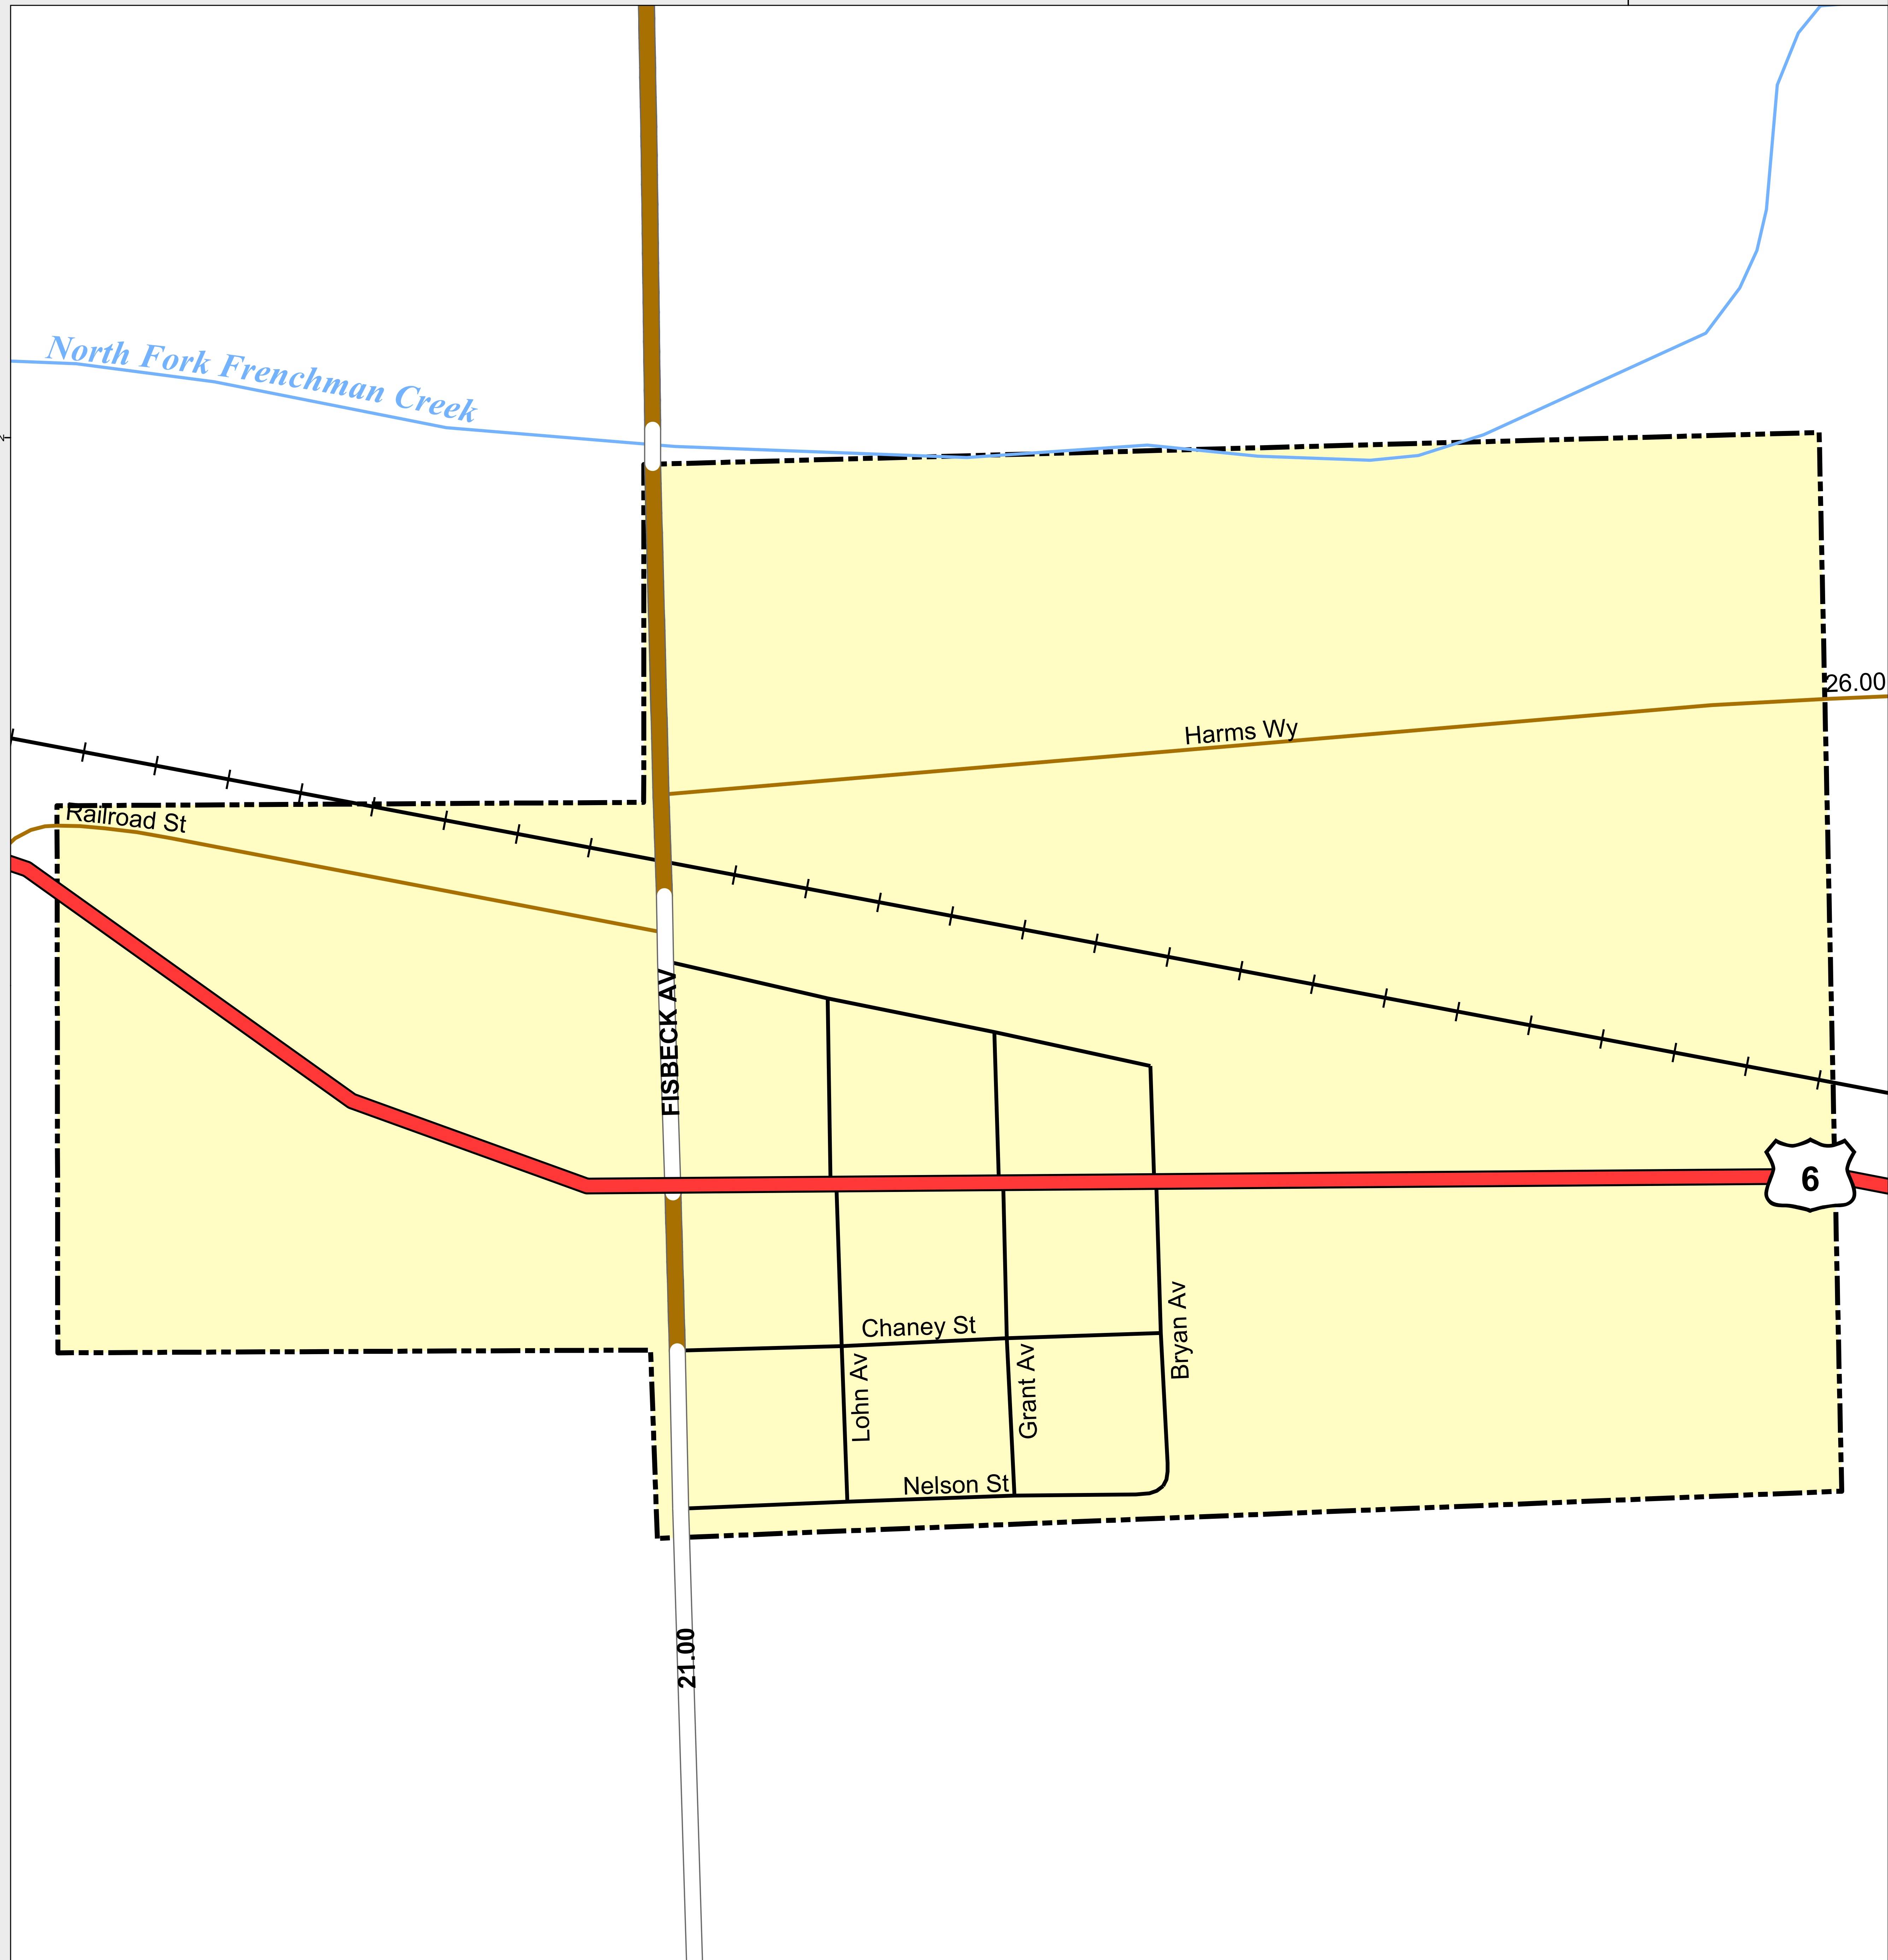 North Fork Frenchman Creek
26.00
Harms Wy
Railroad St
FISBECK AV
6
Chaney St
Bryan Av
Lohn Av
Grant Av
Nelson St
21.00